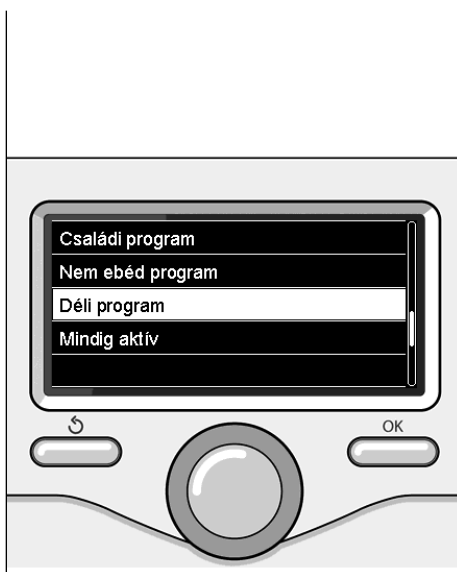 Családi program
Nem ebéd program
Déli program
Mindig aktív
OK